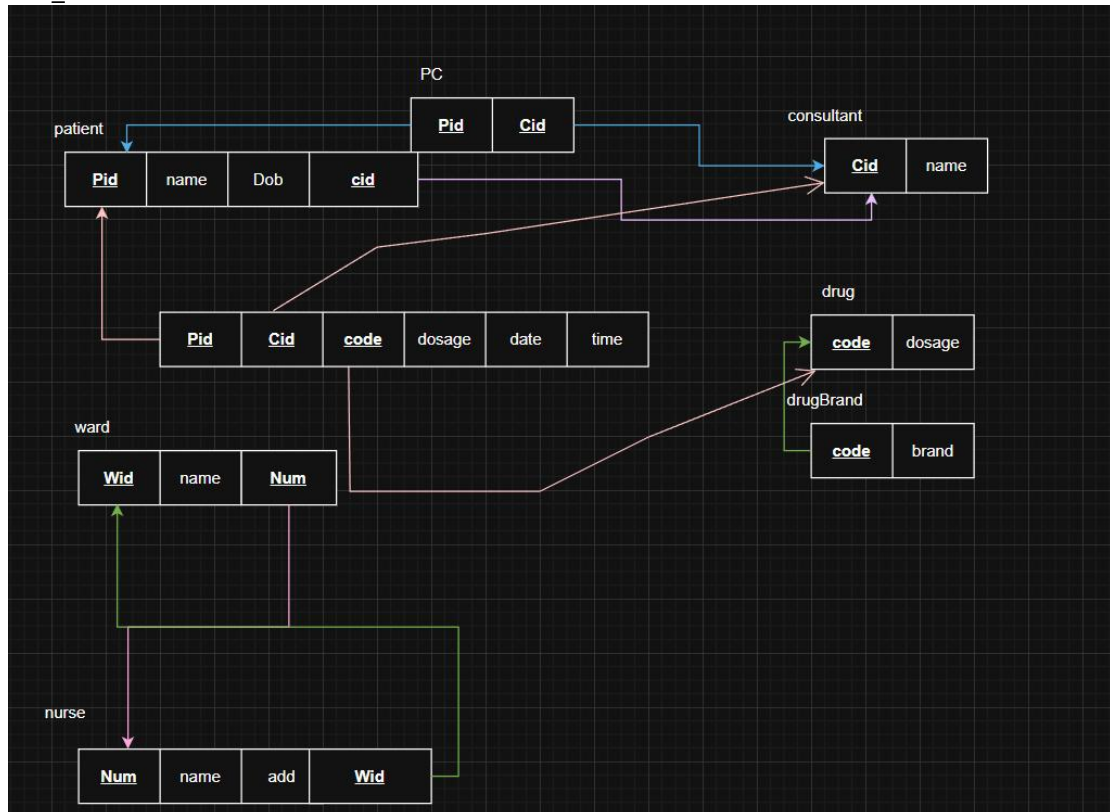 PC
Pid Cid
patient
consultant
Pid name Dob cid
Cid name
drug
Pid Cid code dosage date time
code dosage
drugBrand
ward
code brand
Wid name Num
nurse
Num name add Wid